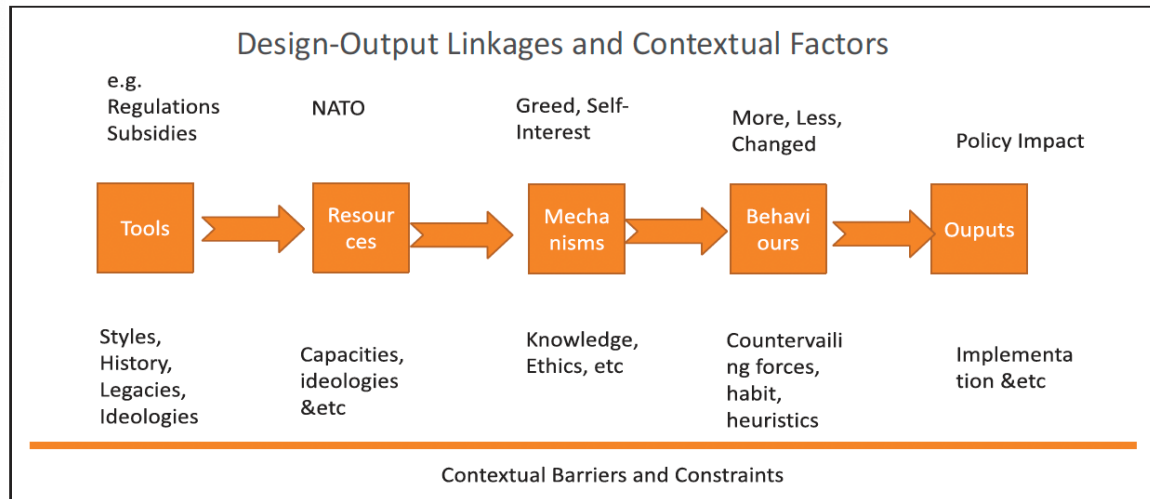 Design-Output Linkages and Contextual Factors
e.g.
Regulations
Subsidies
NATO
Greed, Self-
Interest
More, Less,
Changed
Policy Impact
Tools
Resour
ces
Mecha
nisms
Behavi
ours
Ouputs
Styles,
History,
Legacies,
Ideologies
Capacities,
ideologies
&etc
Knowledge,
Ethics, etc
Countervaili
ng forces,
habit,
heuristics
Implementa
tion &etc
Contextual Barriers and Constraints